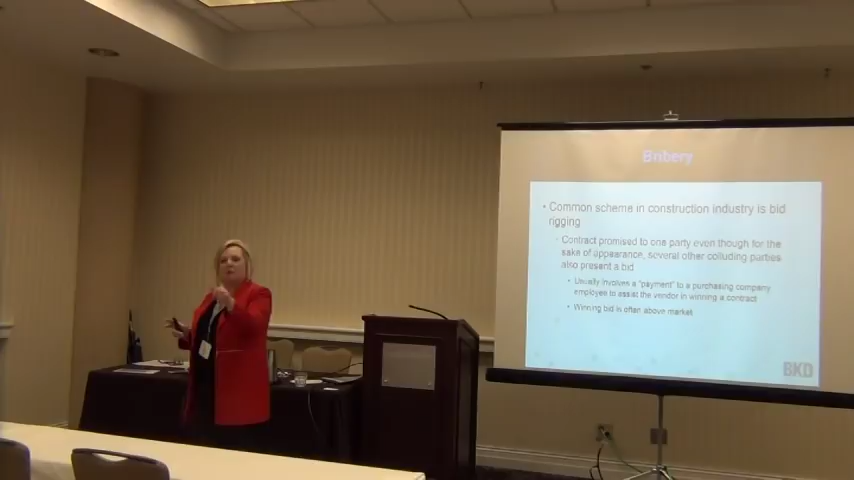 Bribery
• Common scheme in construction industry is bid
rigging
Contract promised to one party even though for the
sake of appearance, several other colluding parties
also present a bid
• Usually involves a "payment" to a purchasing company
employee to assist the vendor in winning a contract
• Winning bid is often above market
BKD